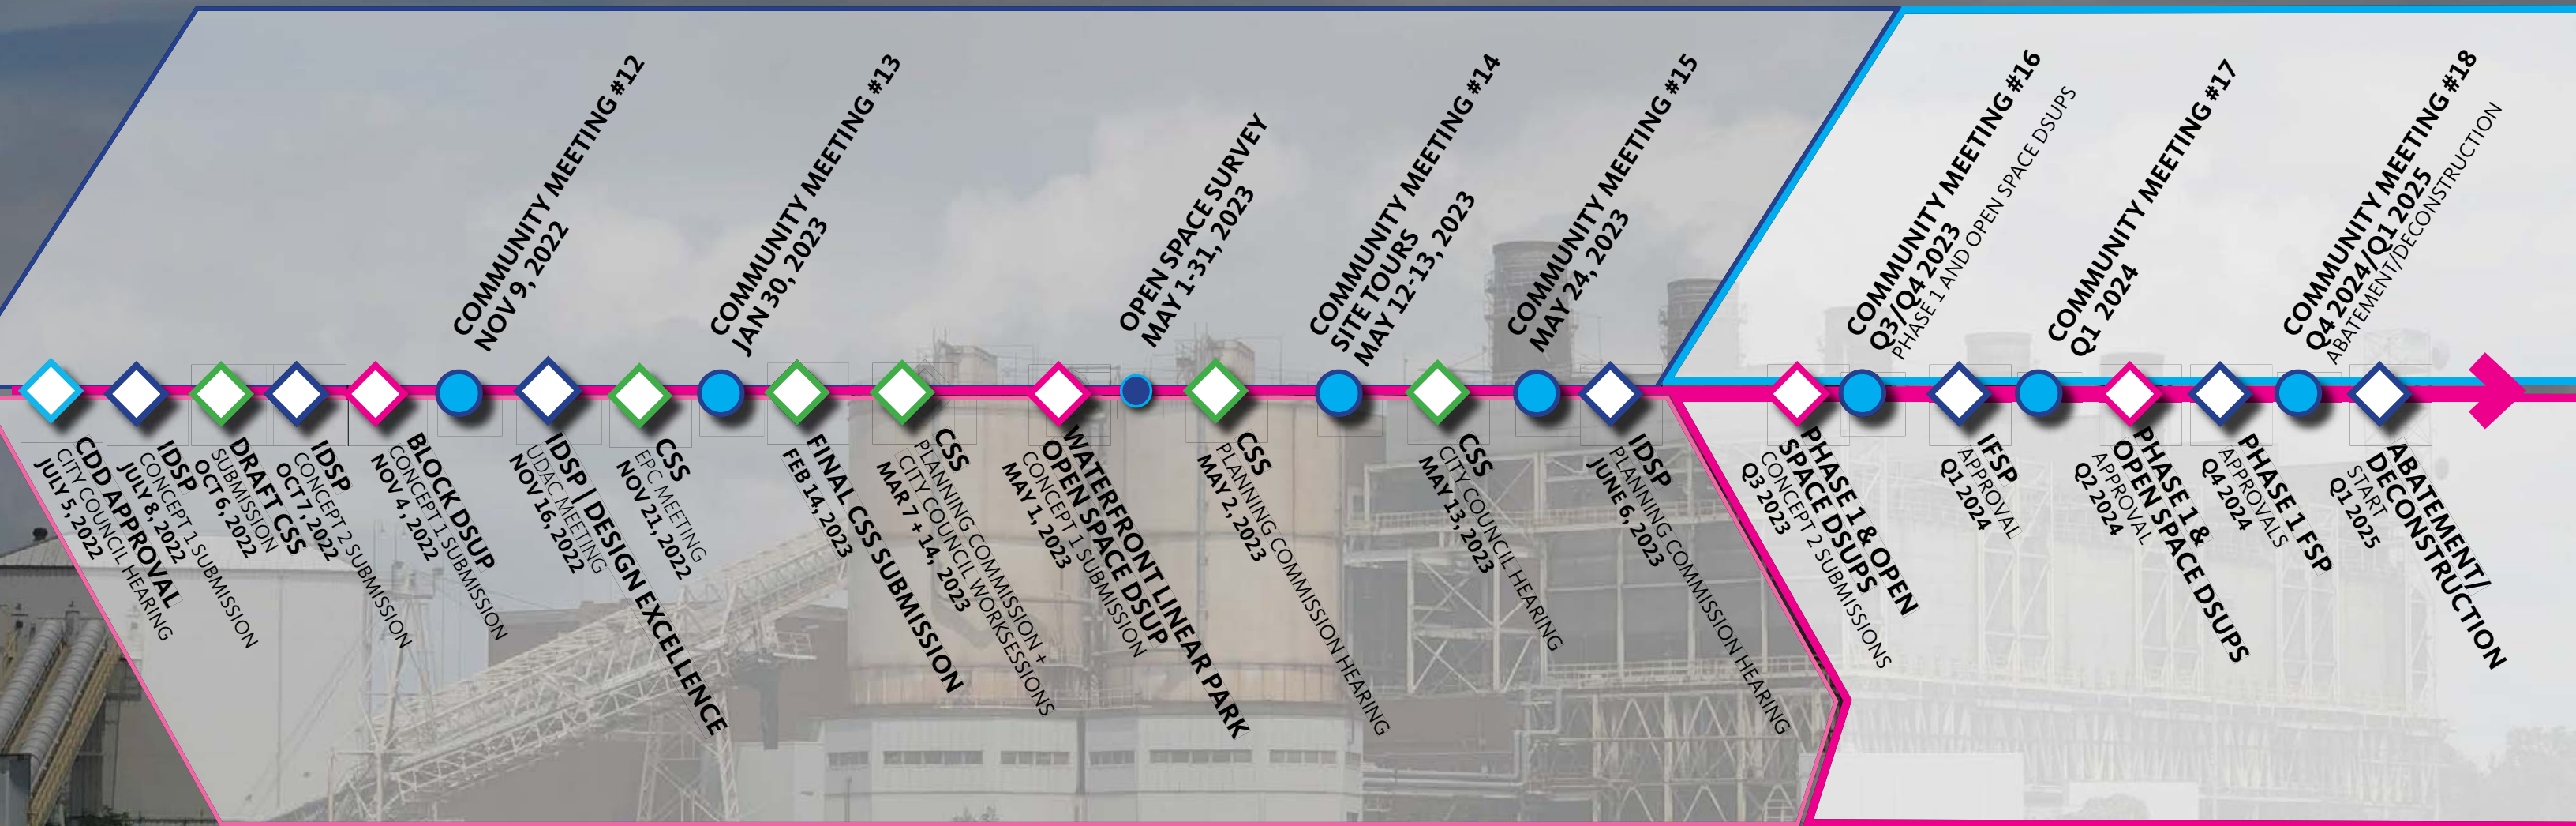 COMMUNITY MEETING #12
NOV 9, 2022
COMMUNITY MEETING #13
JAN 30, 2023
OPEN SPACE SURVEY
MAY 1-31, 2023
COMMUNITY MEETING #14
SITE TOURS
MAY 12-13, 2023
COMMUNITY MEETING #15
MAY 24, 2023
COMMUNITY MEETING #16
Q3/Q4 2023
PHASE 1 AND OPEN SPACE DSUPS
COMMUNITY MEETING #17
Q1 2024
COMMUNITY MEETING #18
Q4 2024/Q1 2025
ABATEMENT/DECONSTRUCTION
CDD APPROVAL
CITY COUNCIL HEARING
JULY 5, 2022
IDSP
CONCEPT 1 SUBMISSION
JULY 8, 2022
DRAFT CSS
SUBMISSION
OCT 6, 2022
IDSP
CONCEPT 2 SUBMISSION
OCT 7, 2022
BLOCK DSUP
CONCEPT 1 SUBMISSION
NOV 4, 2022
IDSP | DESIGN EXCELLENCE
UDAC MEETING
NOV 16, 2022
CSS
EPC MEETING
NOV 21, 2022
FINAL CSS SUBMISSION
FEB 14, 2023
CSS
PLANNING COMMISSION +
CITY COUNCIL WORKSESSIONS
MAR 7 + 14, 2023
WATERFRONT LINEAR PARK
OPEN SPACE DSUP
CONCEPT 1 SUBMISSION
MAY 1, 2023
CSS
PLANNING COMMISSION HEARING
MAY 2, 2023
CSS
CITY COUNCIL HEARING
MAY 13, 2023
IDSP
PLANNING COMMISSION HEARING
JUNE 6, 2023
PHASE 1 & OPEN
SPACE DSUPS
CONCEPT 2 SUBMISSIONS
Q3 2023
IFSP
APPROVAL
Q1 2024
PHASE 1 &
OPEN SPACE DSUPS
APPROVAL
Q2 2024
PHASE 1 FSP
APPROVALS
Q4 2024
ABATEMENT/
DECONSTRUCTION
START
Q1 2025